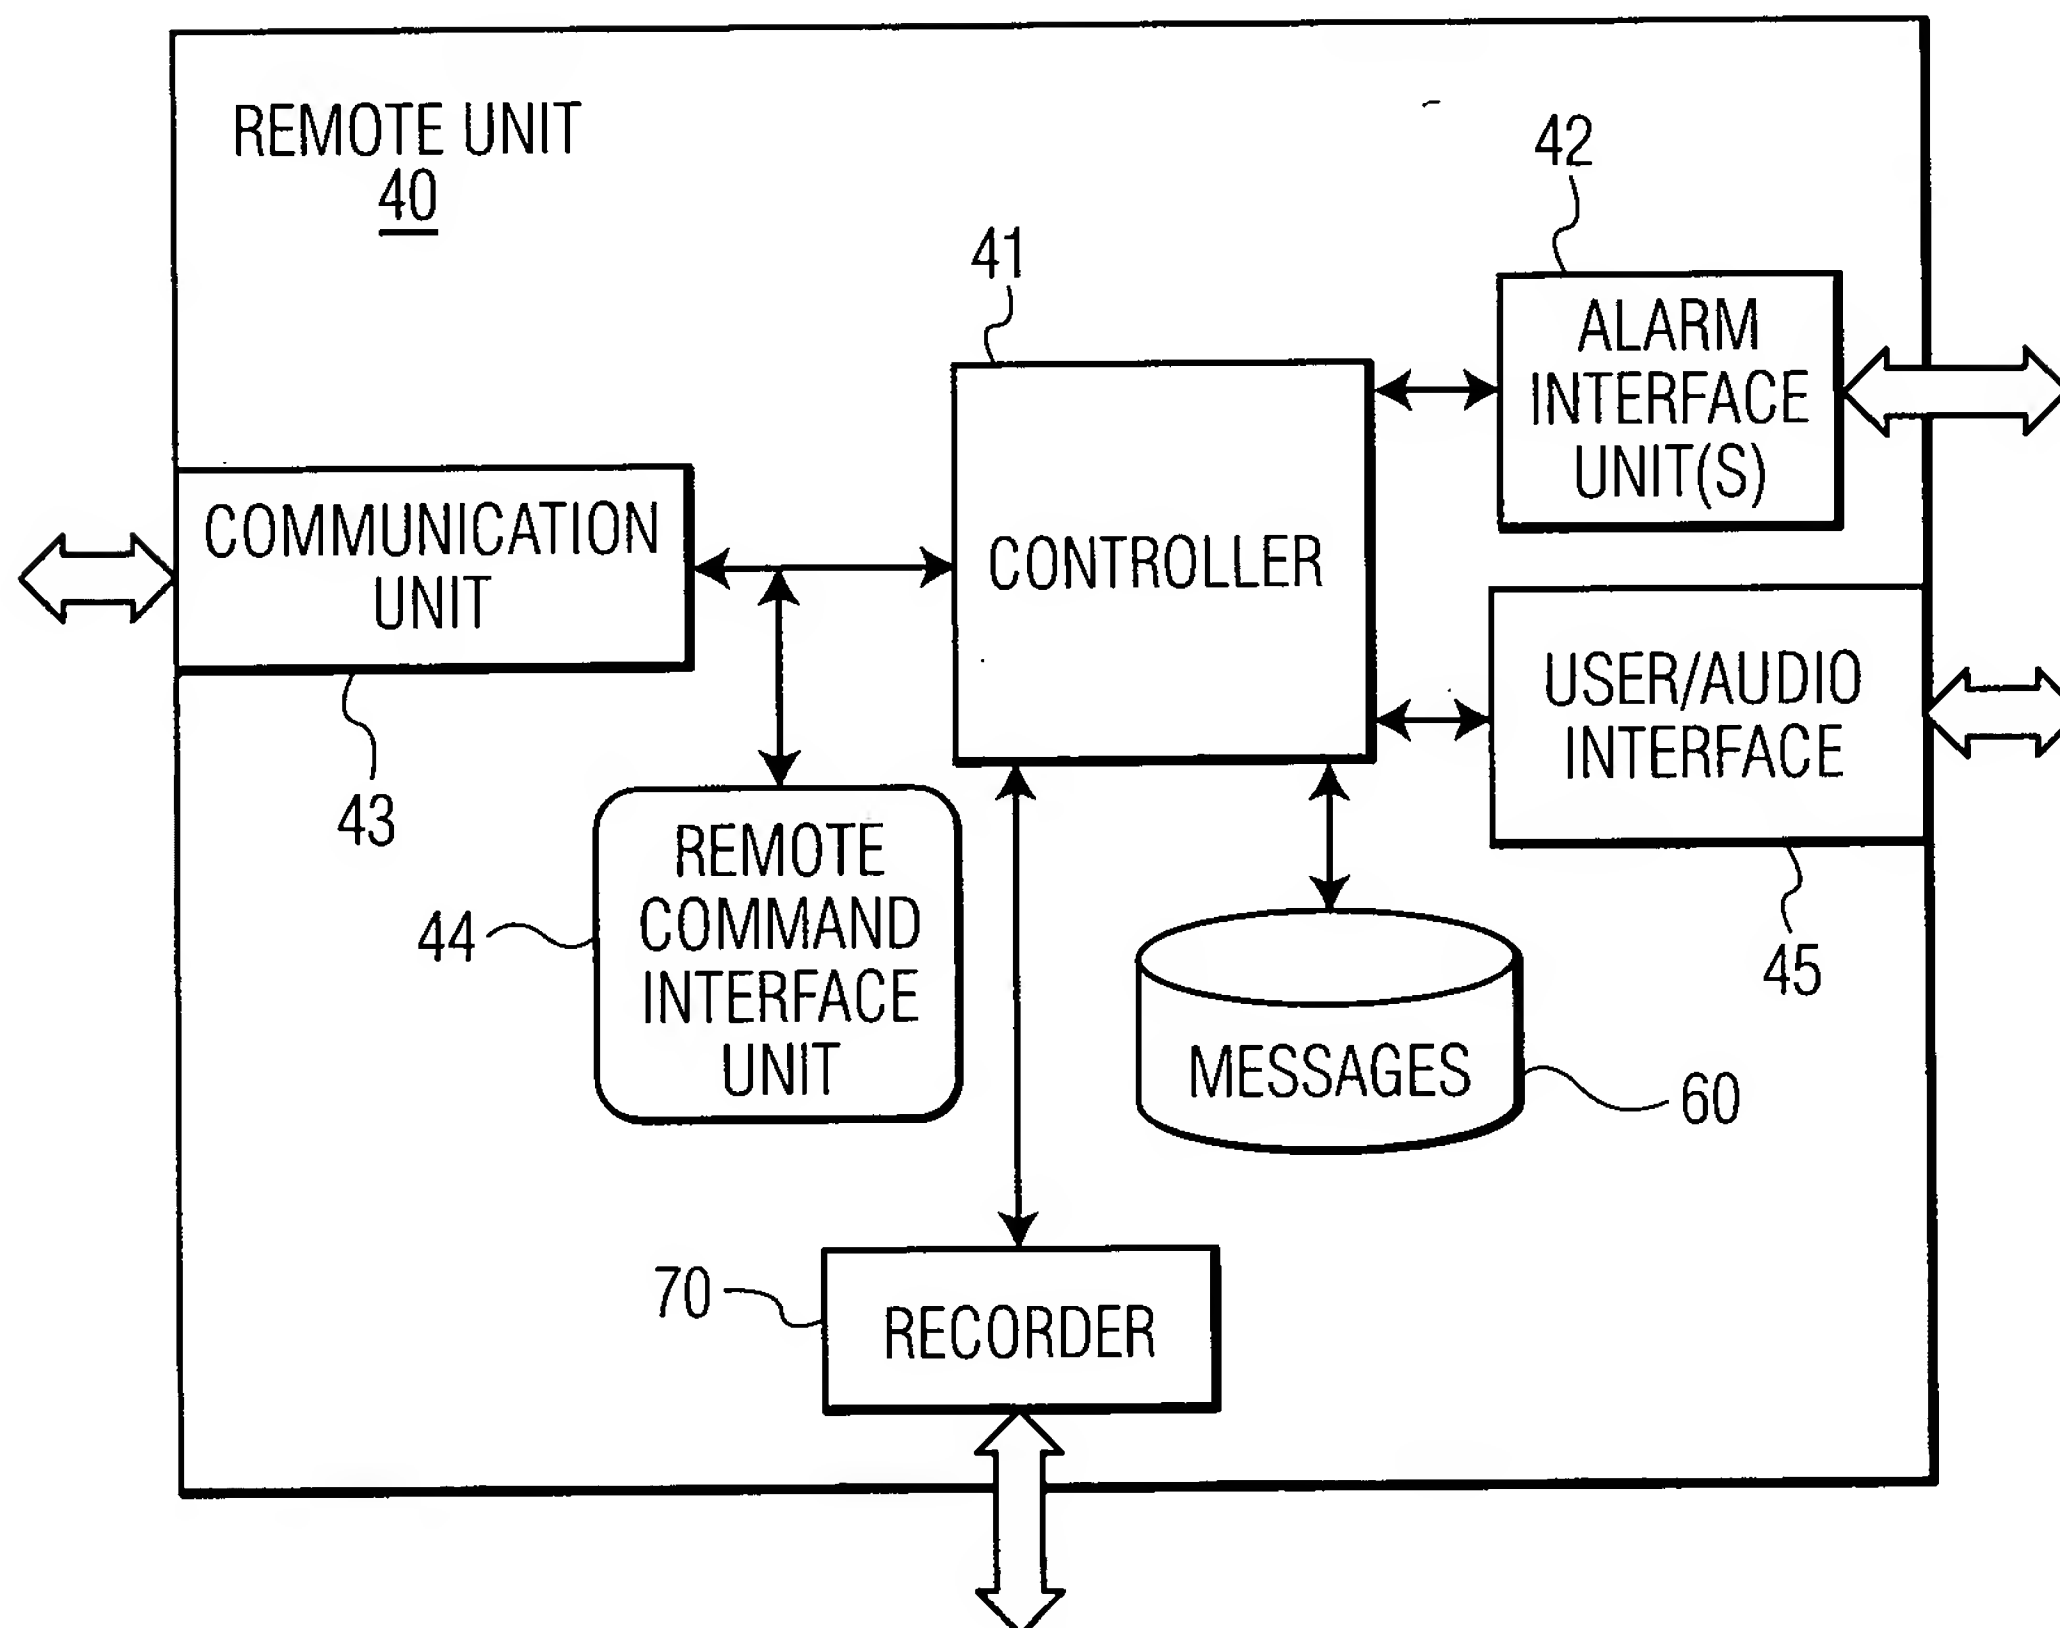 REMOTE UNIT
40
42
41
ALARM
INTERFACE
UNIT(S)
COMMUNICATION
UNIT
CONTROLLER
USER/AUDIO
INTERFACE
43
REMOTE
COMMAND
INTERFACE
UNIT
44
45
MESSAGES
60
70
RECORDER